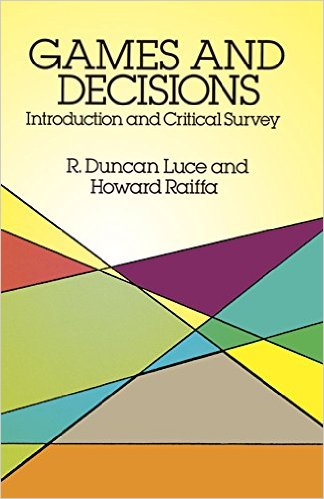 GAMES AND
DECISIONS
Introduction and Critical Survey
R. Duncan Luce and
Howard Raiffa